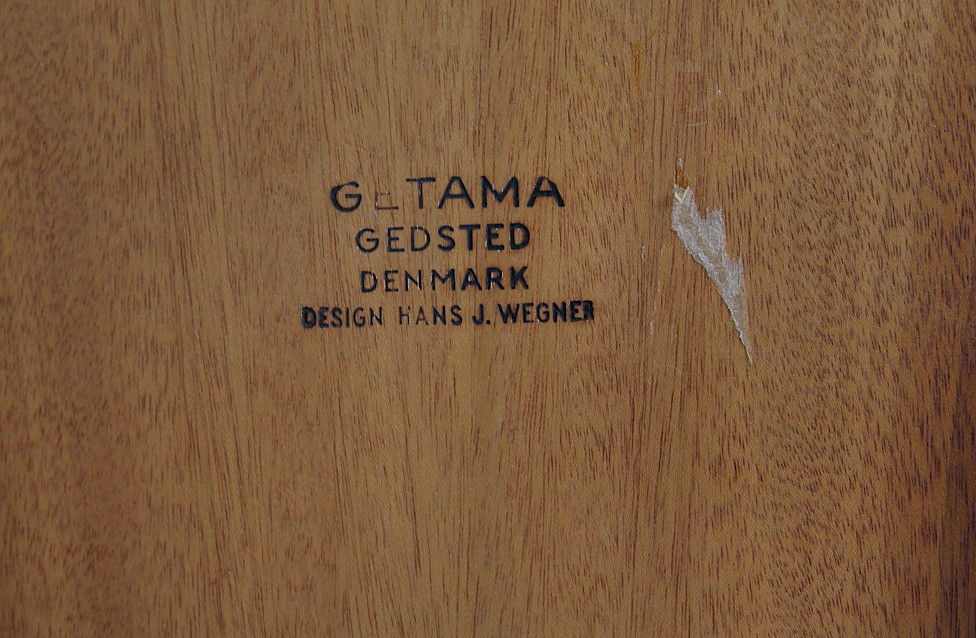 GETAMA
GEDSTED
DENMARK
DESIGN HANS J. WEGNER